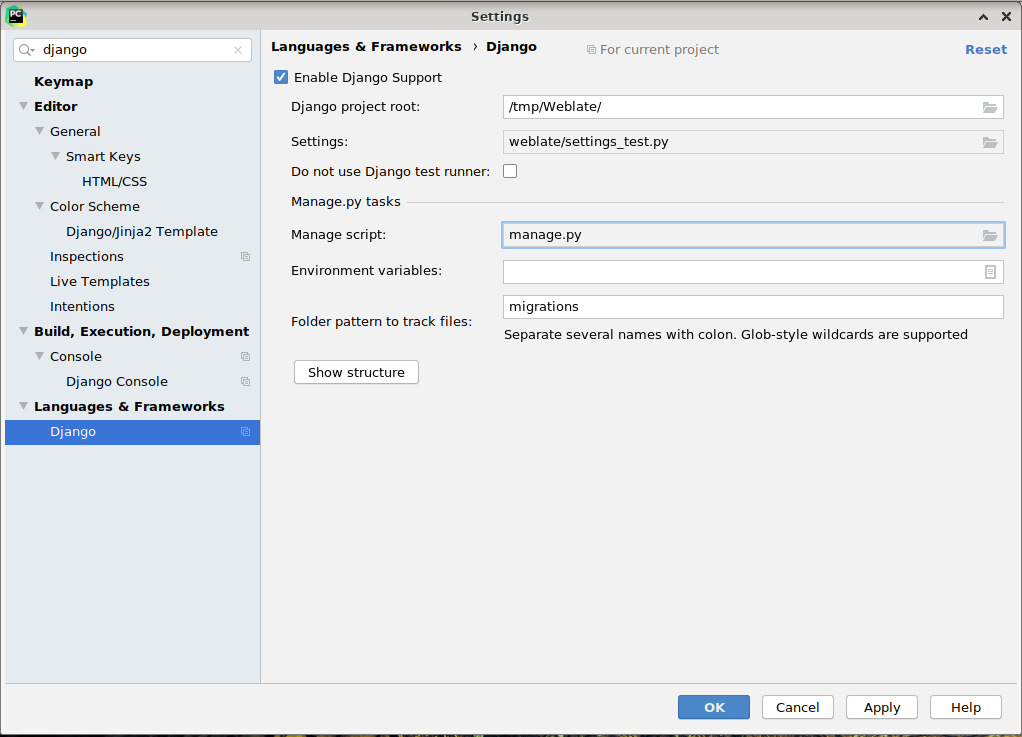 PC
Settings
django
Keymap
Editor
General
Smart Keys
HTML/CSS
Color Scheme
Django/Jinja2 Template
Inspections
Live Templates
Intentions
Build, Execution, Deployment
Console
Django Console
Languages & Frameworks
Django
Languages & Frameworks › Django
For current project
Reset
Enable Django Support
Django project root: /tmp/Weblate/
Settings: weblate/settings_test.py
Do not use Django test runner:
Manage.py tasks
Manage script: manage.py
Environment variables:
Folder pattern to track files: migrations
Separate several names with colon. Glob-style wildcards are supported
Show structure
OK Cancel Apply Help